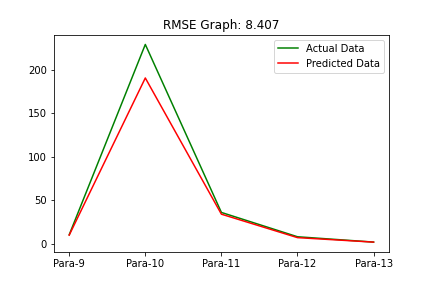 RMSE Graph: 8.407
Actual Data
Predicted Data
200
150
100
50
0
Para-9 Para-10 Para-11 Para-12 Para-13